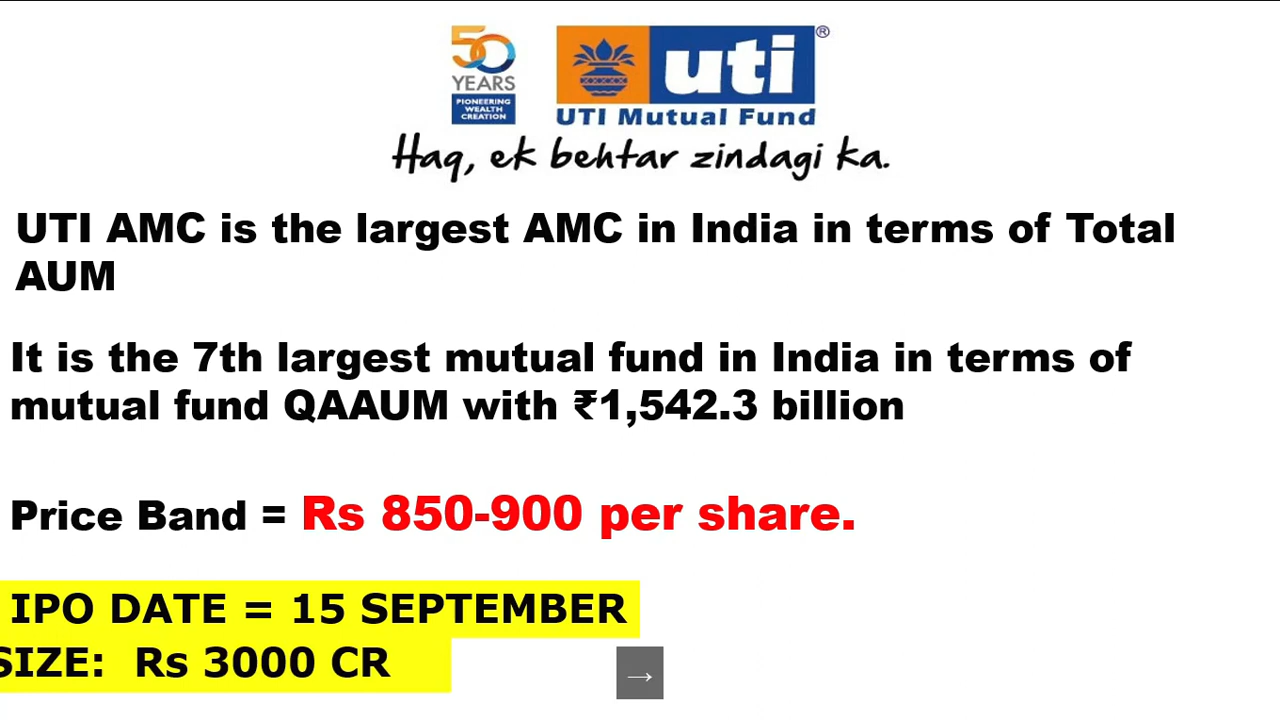 50
YEARS
PIONEERING
WEALTH
CREATION
uti®
UTI Mutual Fund
Haq, ek behtar zindagi ka.
UTI AMC is the largest AMC in India in terms of Total
AUM
It is the 7th largest mutual fund in India in terms of
mutual fund QAAUM with ₹1,542.3 billion
Price Band = Rs 850-900 per share.
IPO DATE = 15 SEPTEMBER
SIZE: Rs 3000 CR
→